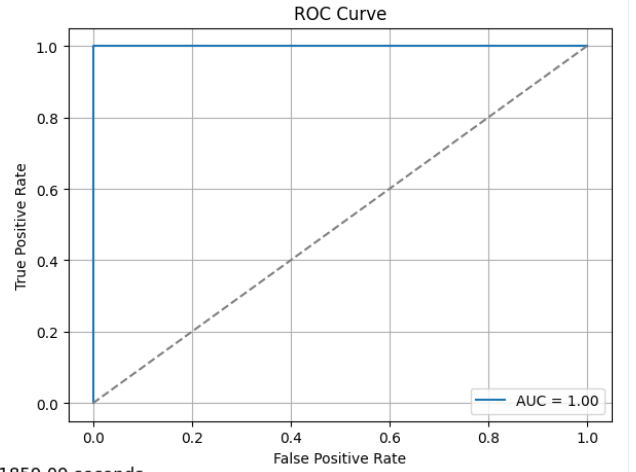 ROC Curve
1.0
0.8
0.6
0.4
0.2
0.0
True Positive Rate
AUC = 1.00
0.0 0.2 0.4 0.6 0.8 1.0
False Positive Rate
seconds